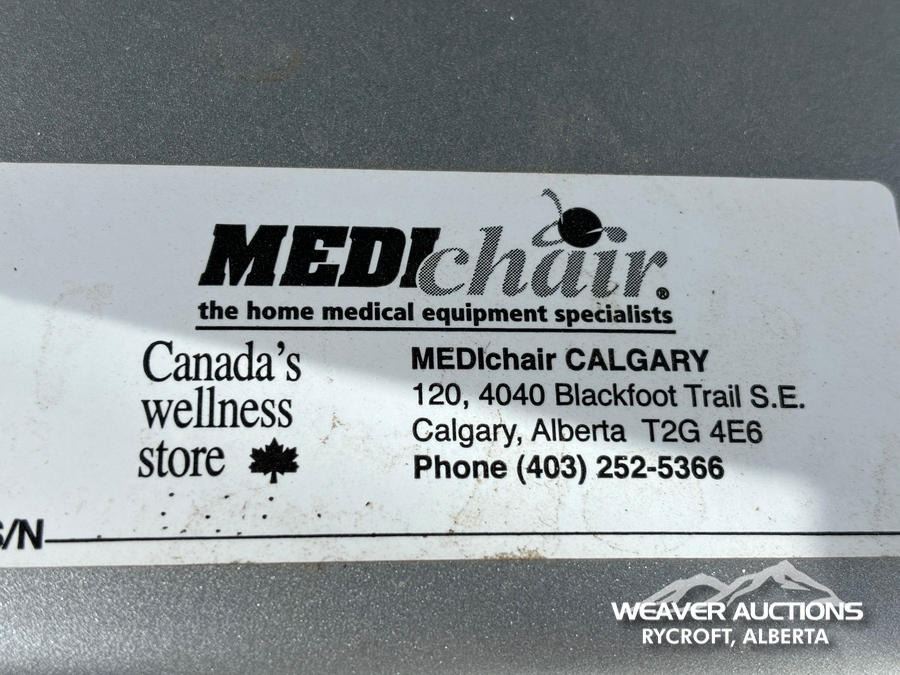 MEDIchair®
the home medical equipment specialists
Canada's
wellness
store
MEDIchair CALGARY
120, 4040 Blackfoot Trail S.E.
Calgary, Alberta T2G 4E6
Phone (403) 252-5366
S/N
WEAVER AUCTIONS
RYCROFT, ALBERTA